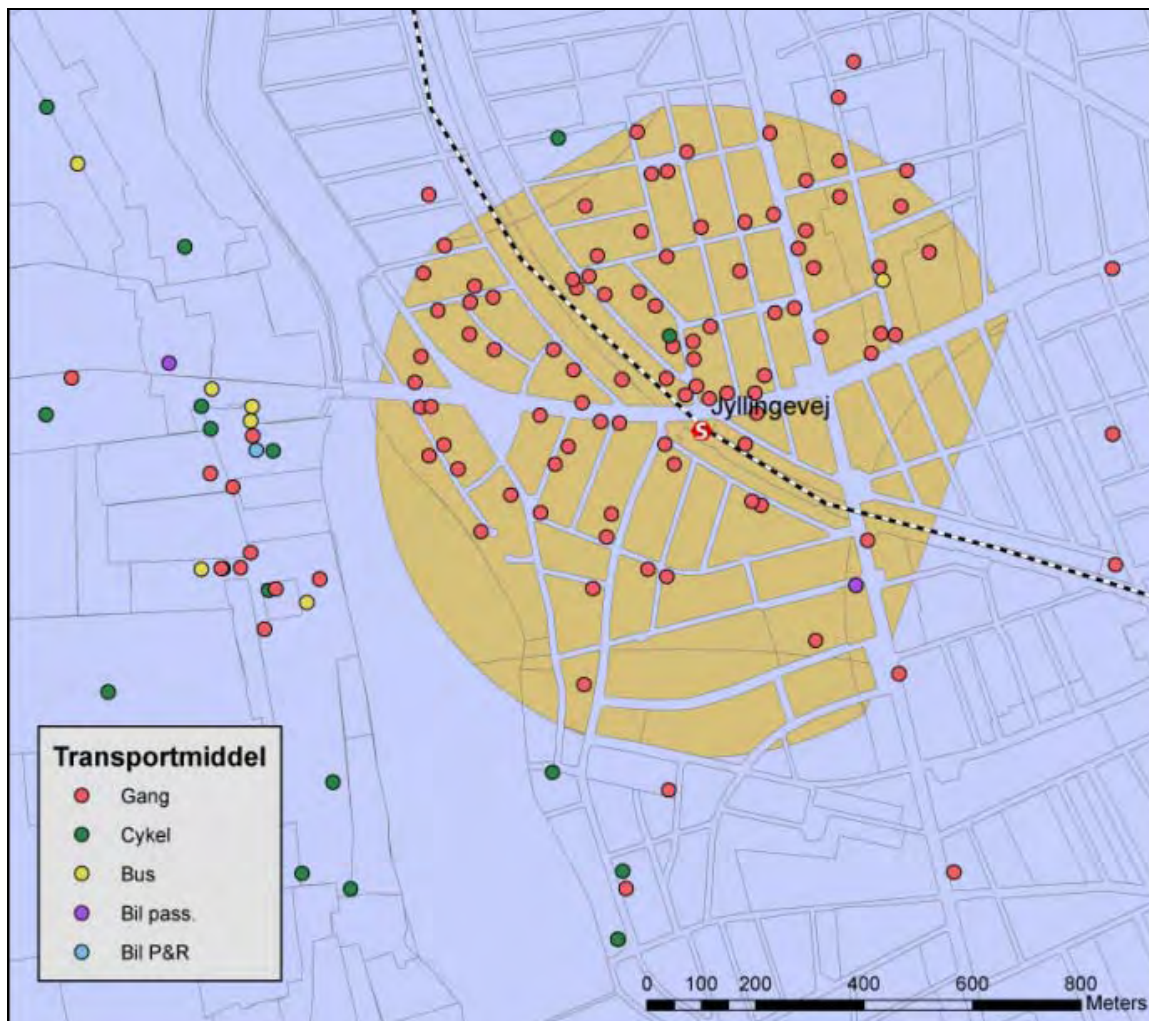 Jyllingevej
S
Transportmiddel
Gang
Cykel
Bus
Bil pass.
Bil P&R
0 100 200 400 600 800
Meters